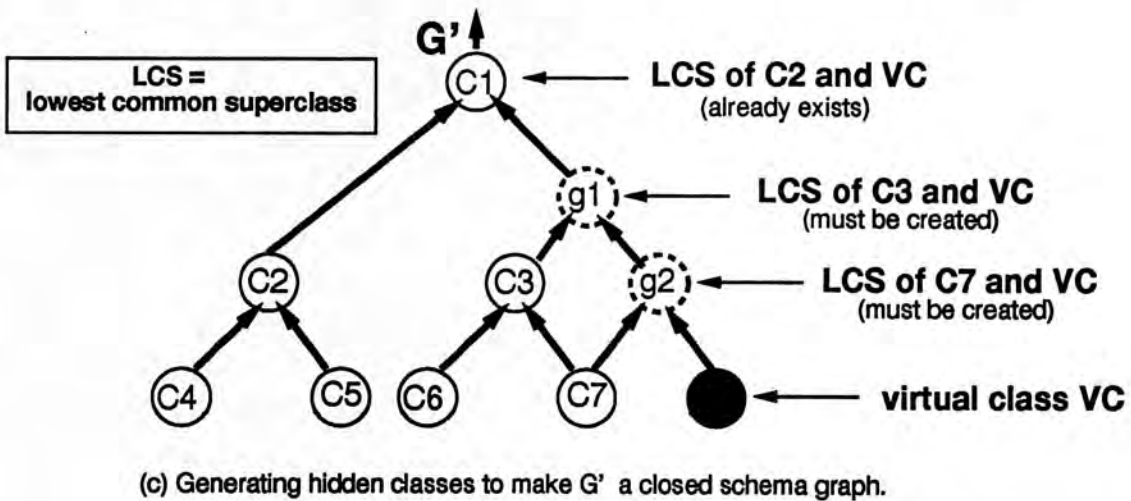 G'
LCS =
lowest common superclass
C1
LCS of C2 and VC
(already exists)
g1
LCS of C3 and VC
(must be created)
C2
C3
g2
LCS of C7 and VC
(must be created)
C4
C5
C6
C7
virtual class VC
(c) Generating hidden classes to make G' a closed schema graph.